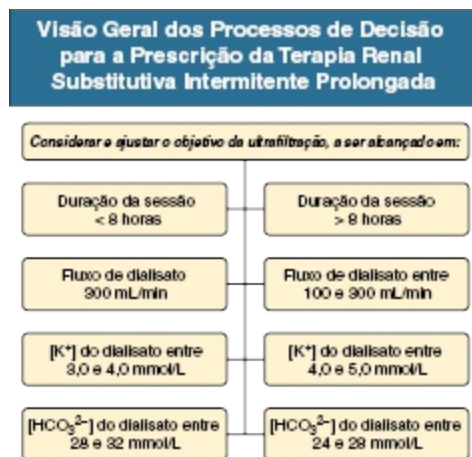 Visão Geral dos Processos de Decisão
para a Prescrição da Terapia Renal
Substitutiva Intermitente Prolongada
Considerar e ajustar o objetivo da ultrafiltração, a ser alcançado em:
Duração da sessão
< 8 horas
Duração da sessão
> 8 horas
Fluxo de dialisato
300 mL/min
Fluxo de dialisato entre
100 e 300 mL/min
[K⁺] do dialisato entre
3,0 e 4,0 mmol/L
[K⁺] do dialisato entre
4,0 e 5,0 mmol/L
[HCO₃²⁻] do dialisato entre
28 e 32 mmol/L
[HCO₃²⁻] do dialisato entre
24 e 28 mmol/L